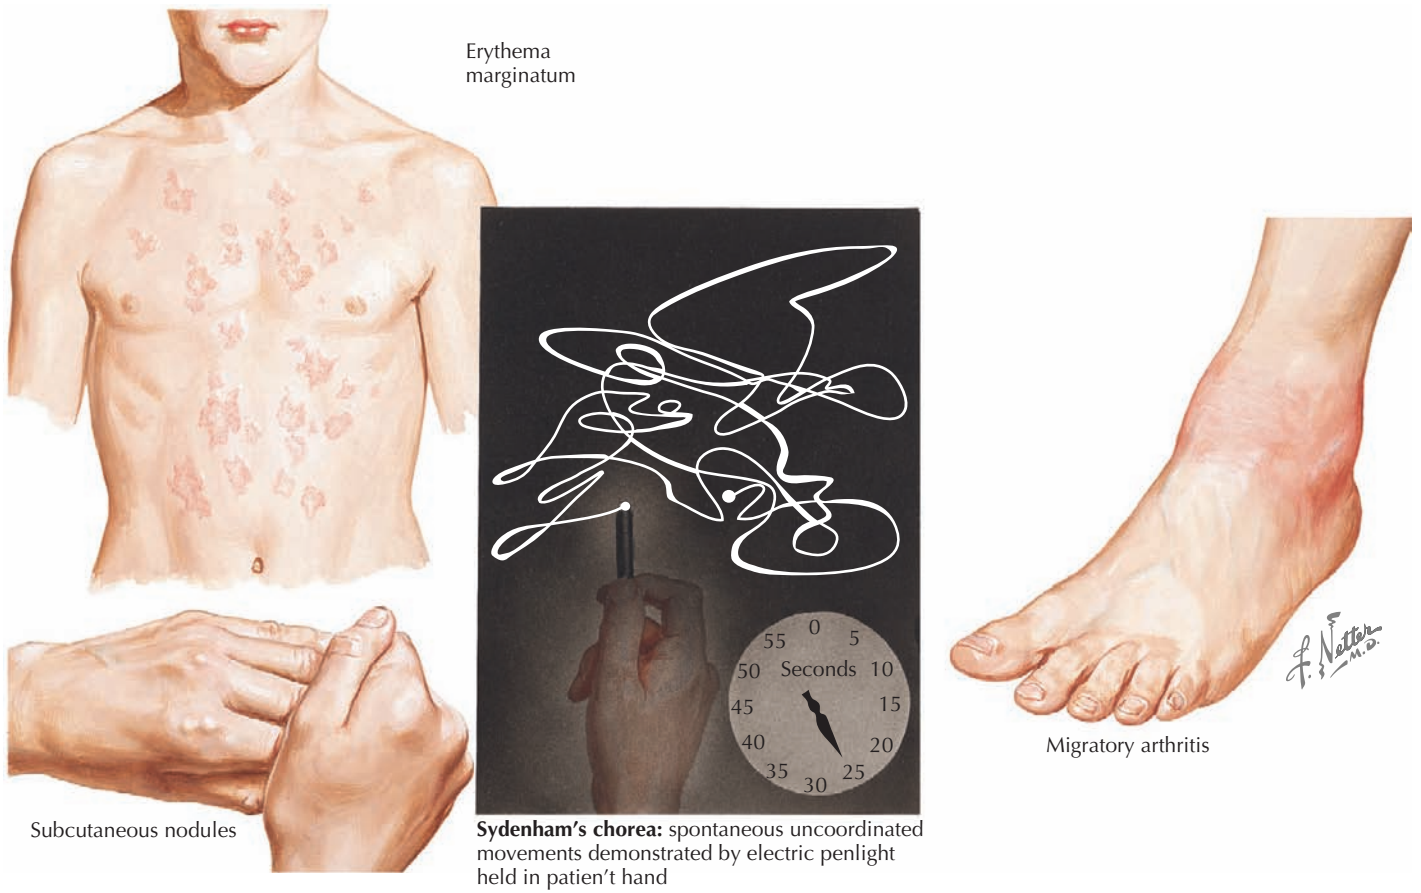 Erythema
marginatum
0
5
10
15
20
25
30
35
40
45
50
55
Seconds
F. Netter
M.D.
Migratory arthritis
Subcutaneous nodules
Sydenham’s chorea: spontaneous uncoordinated
movements demonstrated by electric penlight
held in patien’t hand